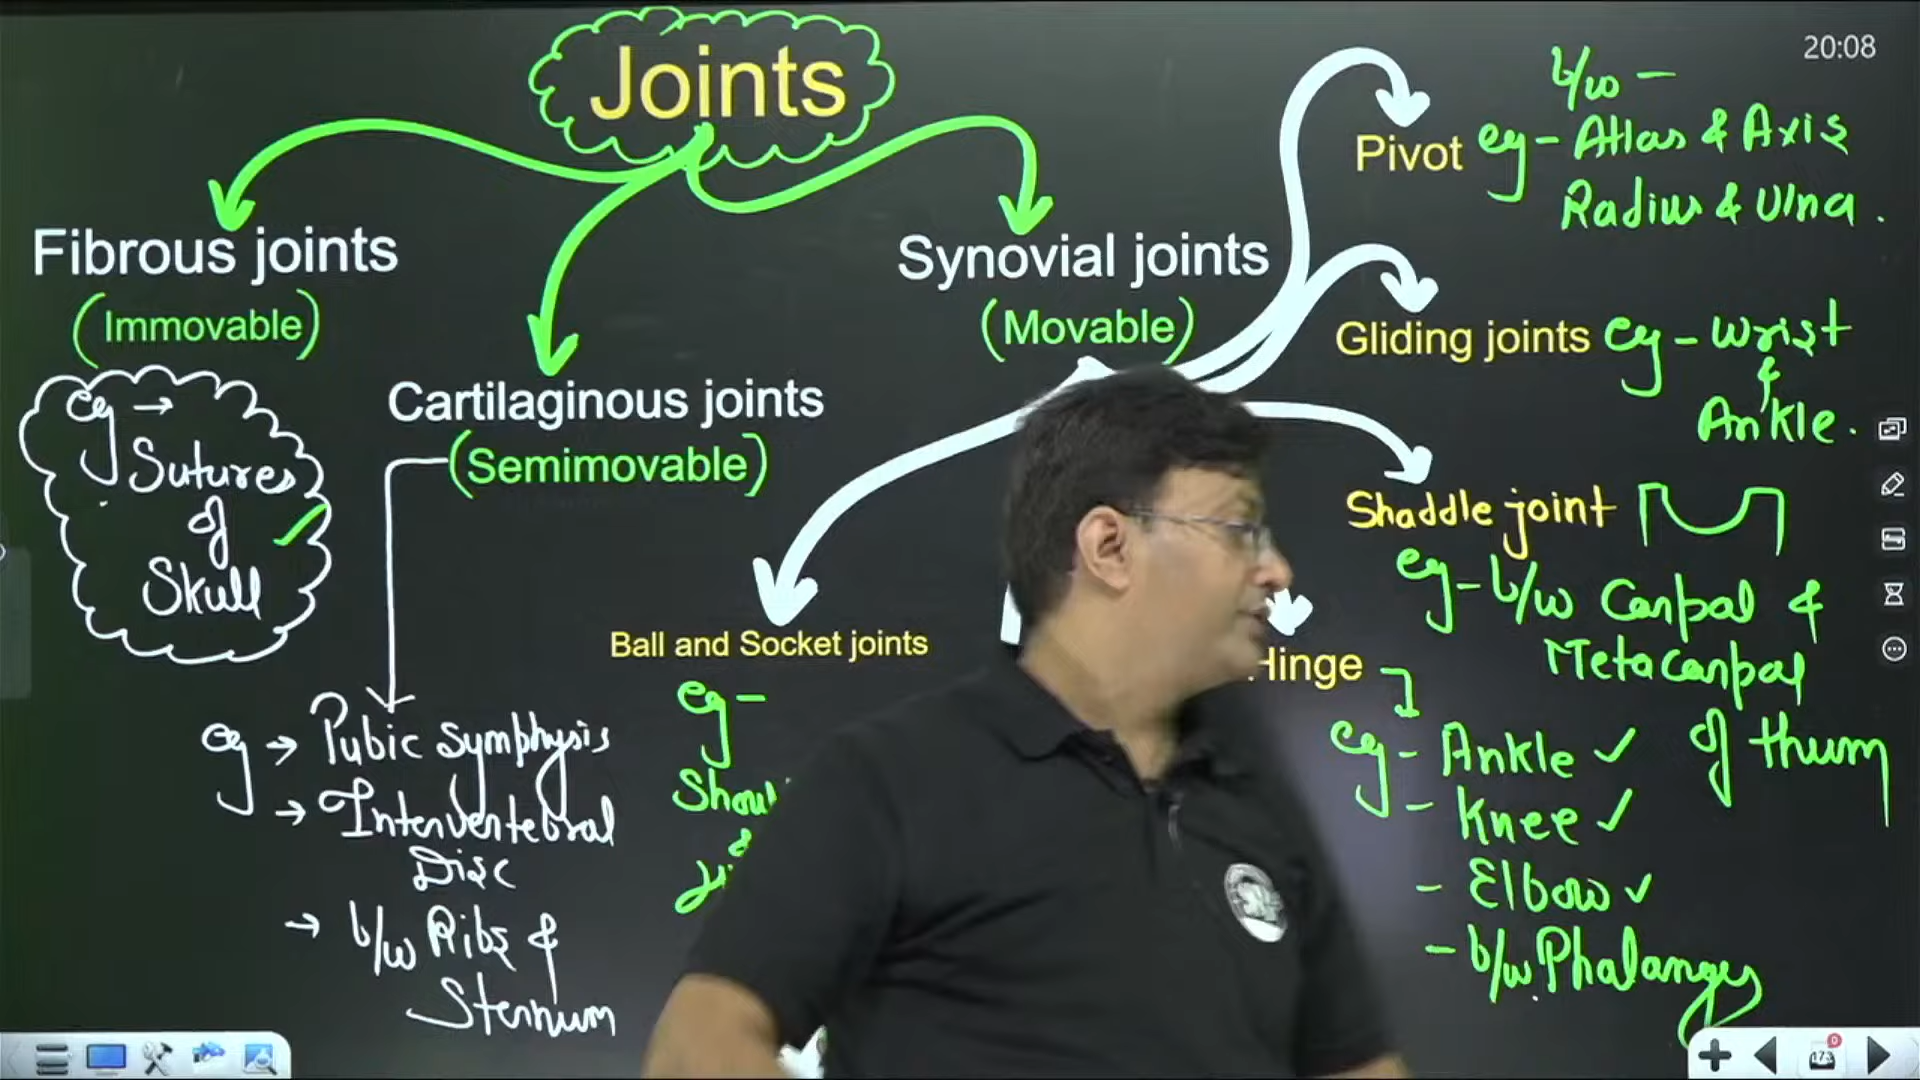 Joints
20:08
Fibrous joints
(Immovable)
eg →
Sutures
of
Skull
Cartilaginous joints
(Semimovable)
eg → Pubic Symphysis
→ Intervertebral
Disc
→ b/w Ribs &
Sternum
Synovial joints
(Movable)
b/w -
Pivot eg - Atlas & Axis
Radius & Ulna.
Gliding joints eg - wrist
&
Ankle.
Shaddle joint
eg - b/w Carpal &
Metacarpal
of thum
Ball and Socket joints
eg -
&
Hinge
eg - Ankle ✓
- Knee ✓
- Elbow ✓
- b/w. Phalanges